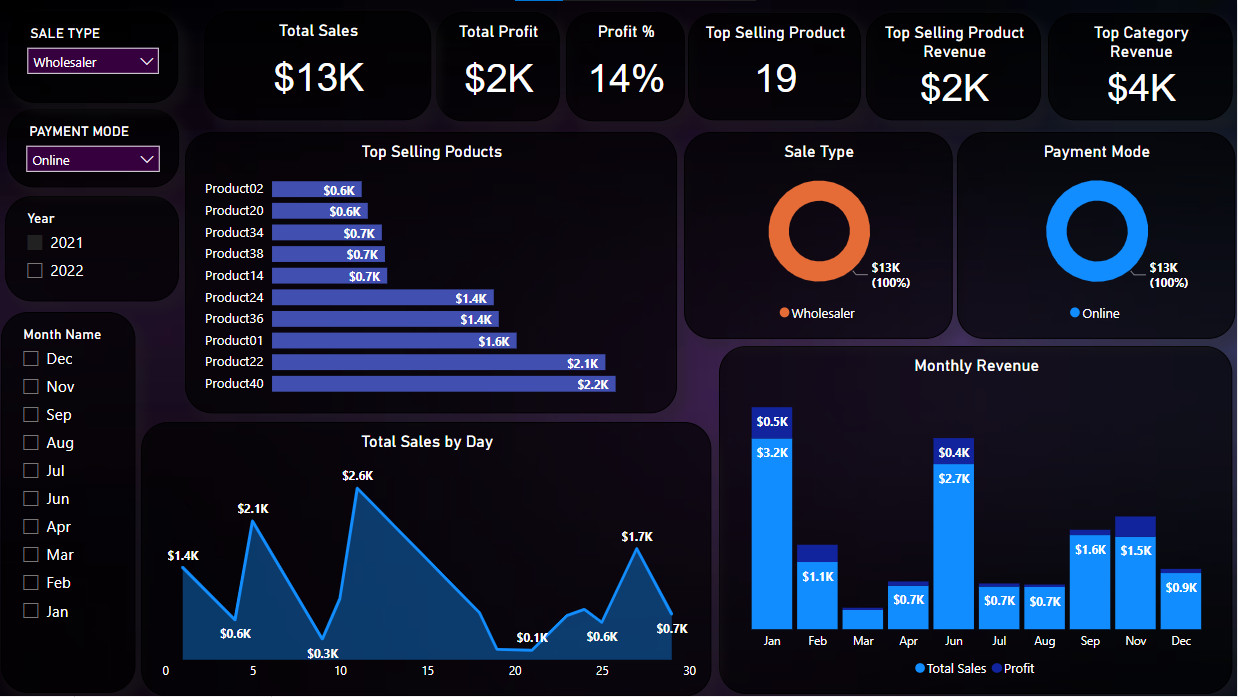 SALE TYPE
Wholesaler
PAYMENT MODE
Online
Year
2021
2022
Month Name
Dec
Nov
Sep
Aug
Jul
Jun
Apr
Mar
Feb
Jan
Total Sales
$13K
Total Profit
$2K
Profit %
14%
Top Selling Product
19
Top Selling Product
Revenue
$2K
Top Category
Revenue
$4K
Top Selling Poducts
Product02 $0.6K
Product20 $0.6K
Product34 $0.7K
Product38 $0.7K
Product14 $0.7K
Product24 $1.4K
Product36 $1.4K
Product01 $1.6K
Product22 $2.1K
Product40 $2.2K
Sale Type
$13K
(100%)
Wholesaler
Payment Mode
$13K
(100%)
Online
Total Sales by Day
$2.6K
$2.1K
$1.7K
$1.4K
$0.6K
$0.3K
$0.1K
$0.6K
$0.7K
0 5 10 15 20 25 30
Monthly Revenue
$0.5K
$3.2K
$1.1K
$0.7K
$0.4K
$2.7K
$0.7K
$0.7K
$1.6K
$1.5K
$0.9K
Jan Feb Mar Apr Jun Jul Aug Sep Nov Dec
Total Sales Profit